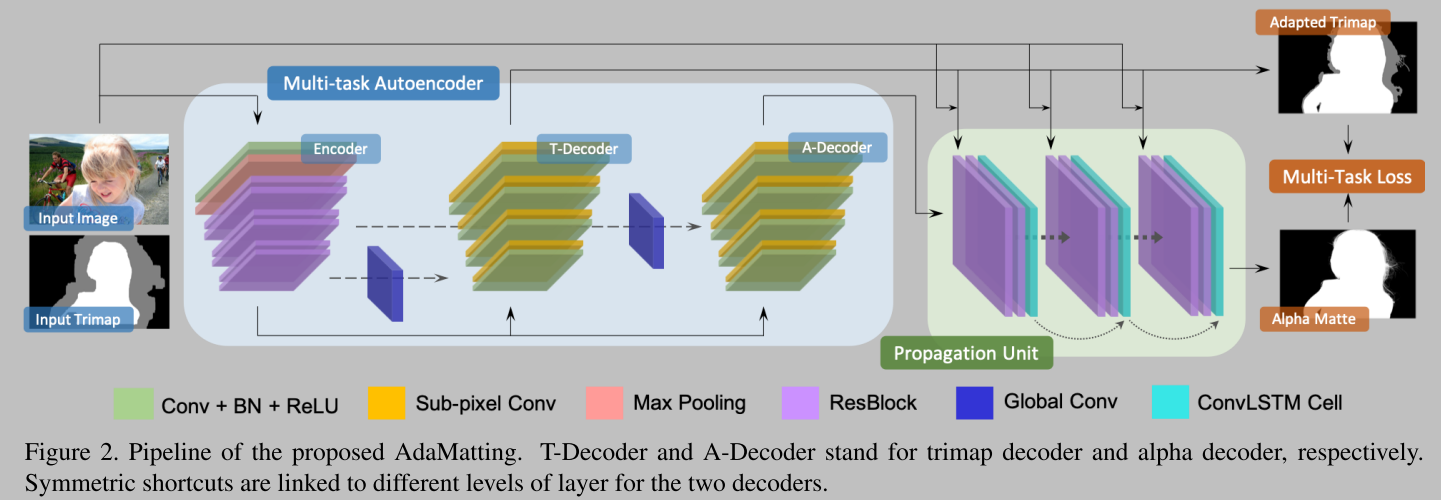 Adapted Trimap
Multi-task Autoencoder
Encoder
T-Decoder
A-Decoder
Multi-Task Loss
Input Image
Input Trimap
Alpha Matte
Propagation Unit
Conv + BN + ReLU
Sub-pixel Conv
Max Pooling
ResBlock
Global Conv
ConvLSTM Cell
Figure 2. Pipeline of the proposed AdaMatting. T-Decoder and A-Decoder stand for trimap decoder and alpha decoder, respectively.
Symmetric shortcuts are linked to different levels of layer for the two decoders.